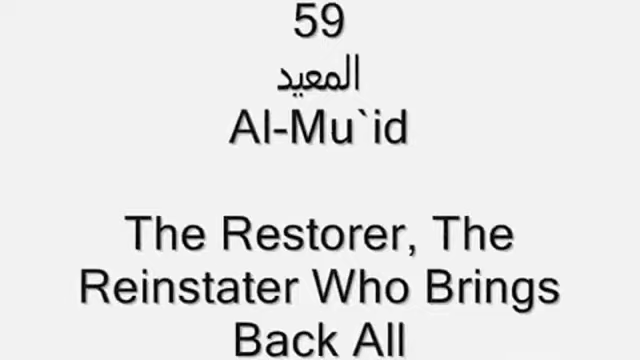 59
المعيد
Al-Mu`id
The Restorer, The
Reinstater Who Brings
Back All